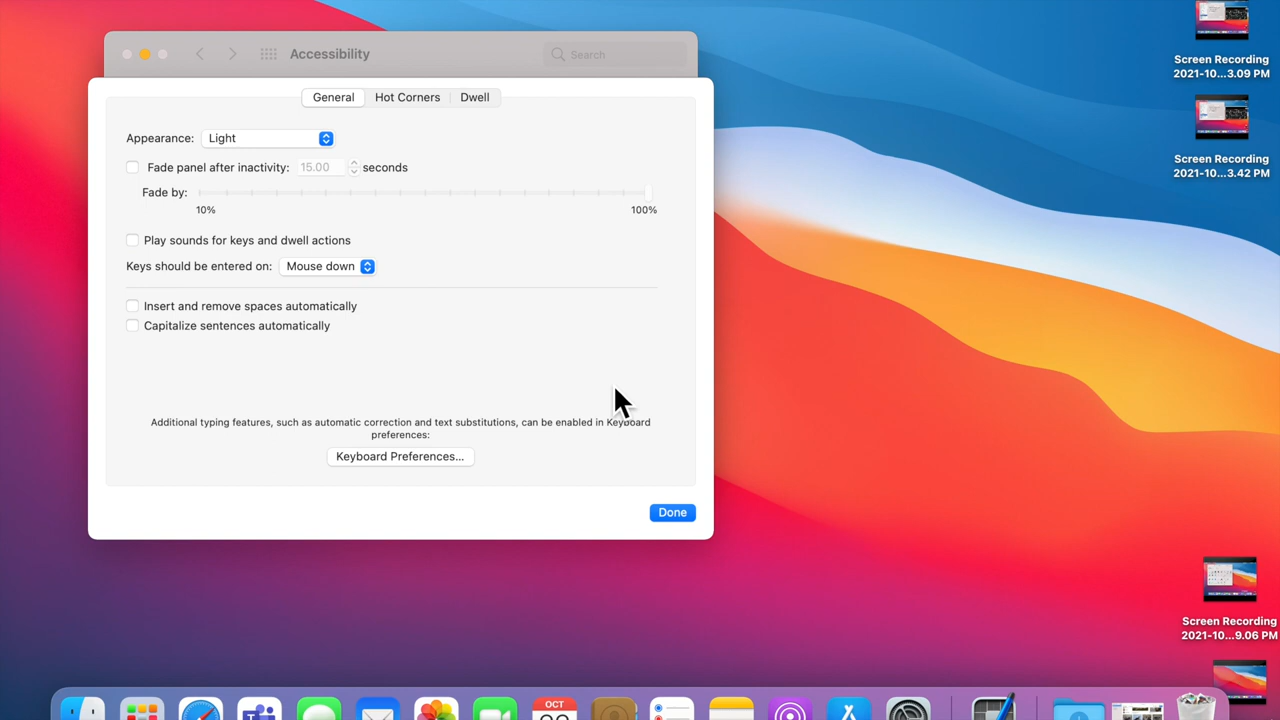 Accessibility
Search
General
Hot Corners
Dwell
Appearance: Light
Fade panel after inactivity: 15.00 seconds
Fade by:
10%
100%
Play sounds for keys and dwell actions
Keys should be entered on: Mouse down
Insert and remove spaces automatically
Capitalize sentences automatically
Additional typing features, such as automatic correction and text substitutions, can be enabled in Keyboard
preferences:
Keyboard Preferences...
Done
Screen Recording
2021-10...3.09 PM
Screen Recording
2021-10...3.42 PM
Screen Recording
2021-10...9.06 PM
OCT